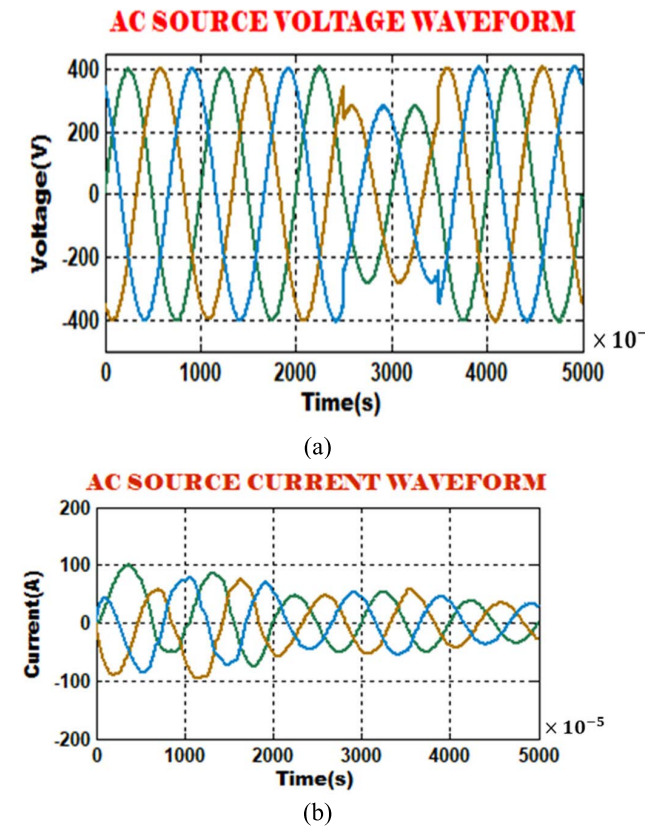 AC SOURCE VOLTAGE WAVEFORM
400
200
0
-200
-400
Voltage(V)
0 1000 2000 3000 4000 5000
× 10⁻
Time(s)
(a)
AC SOURCE CURRENT WAVEFORM
200
100
0
-100
-200
Current(A)
0 1000 2000 3000 4000 5000
× 10⁻⁵
Time(s)
(b)